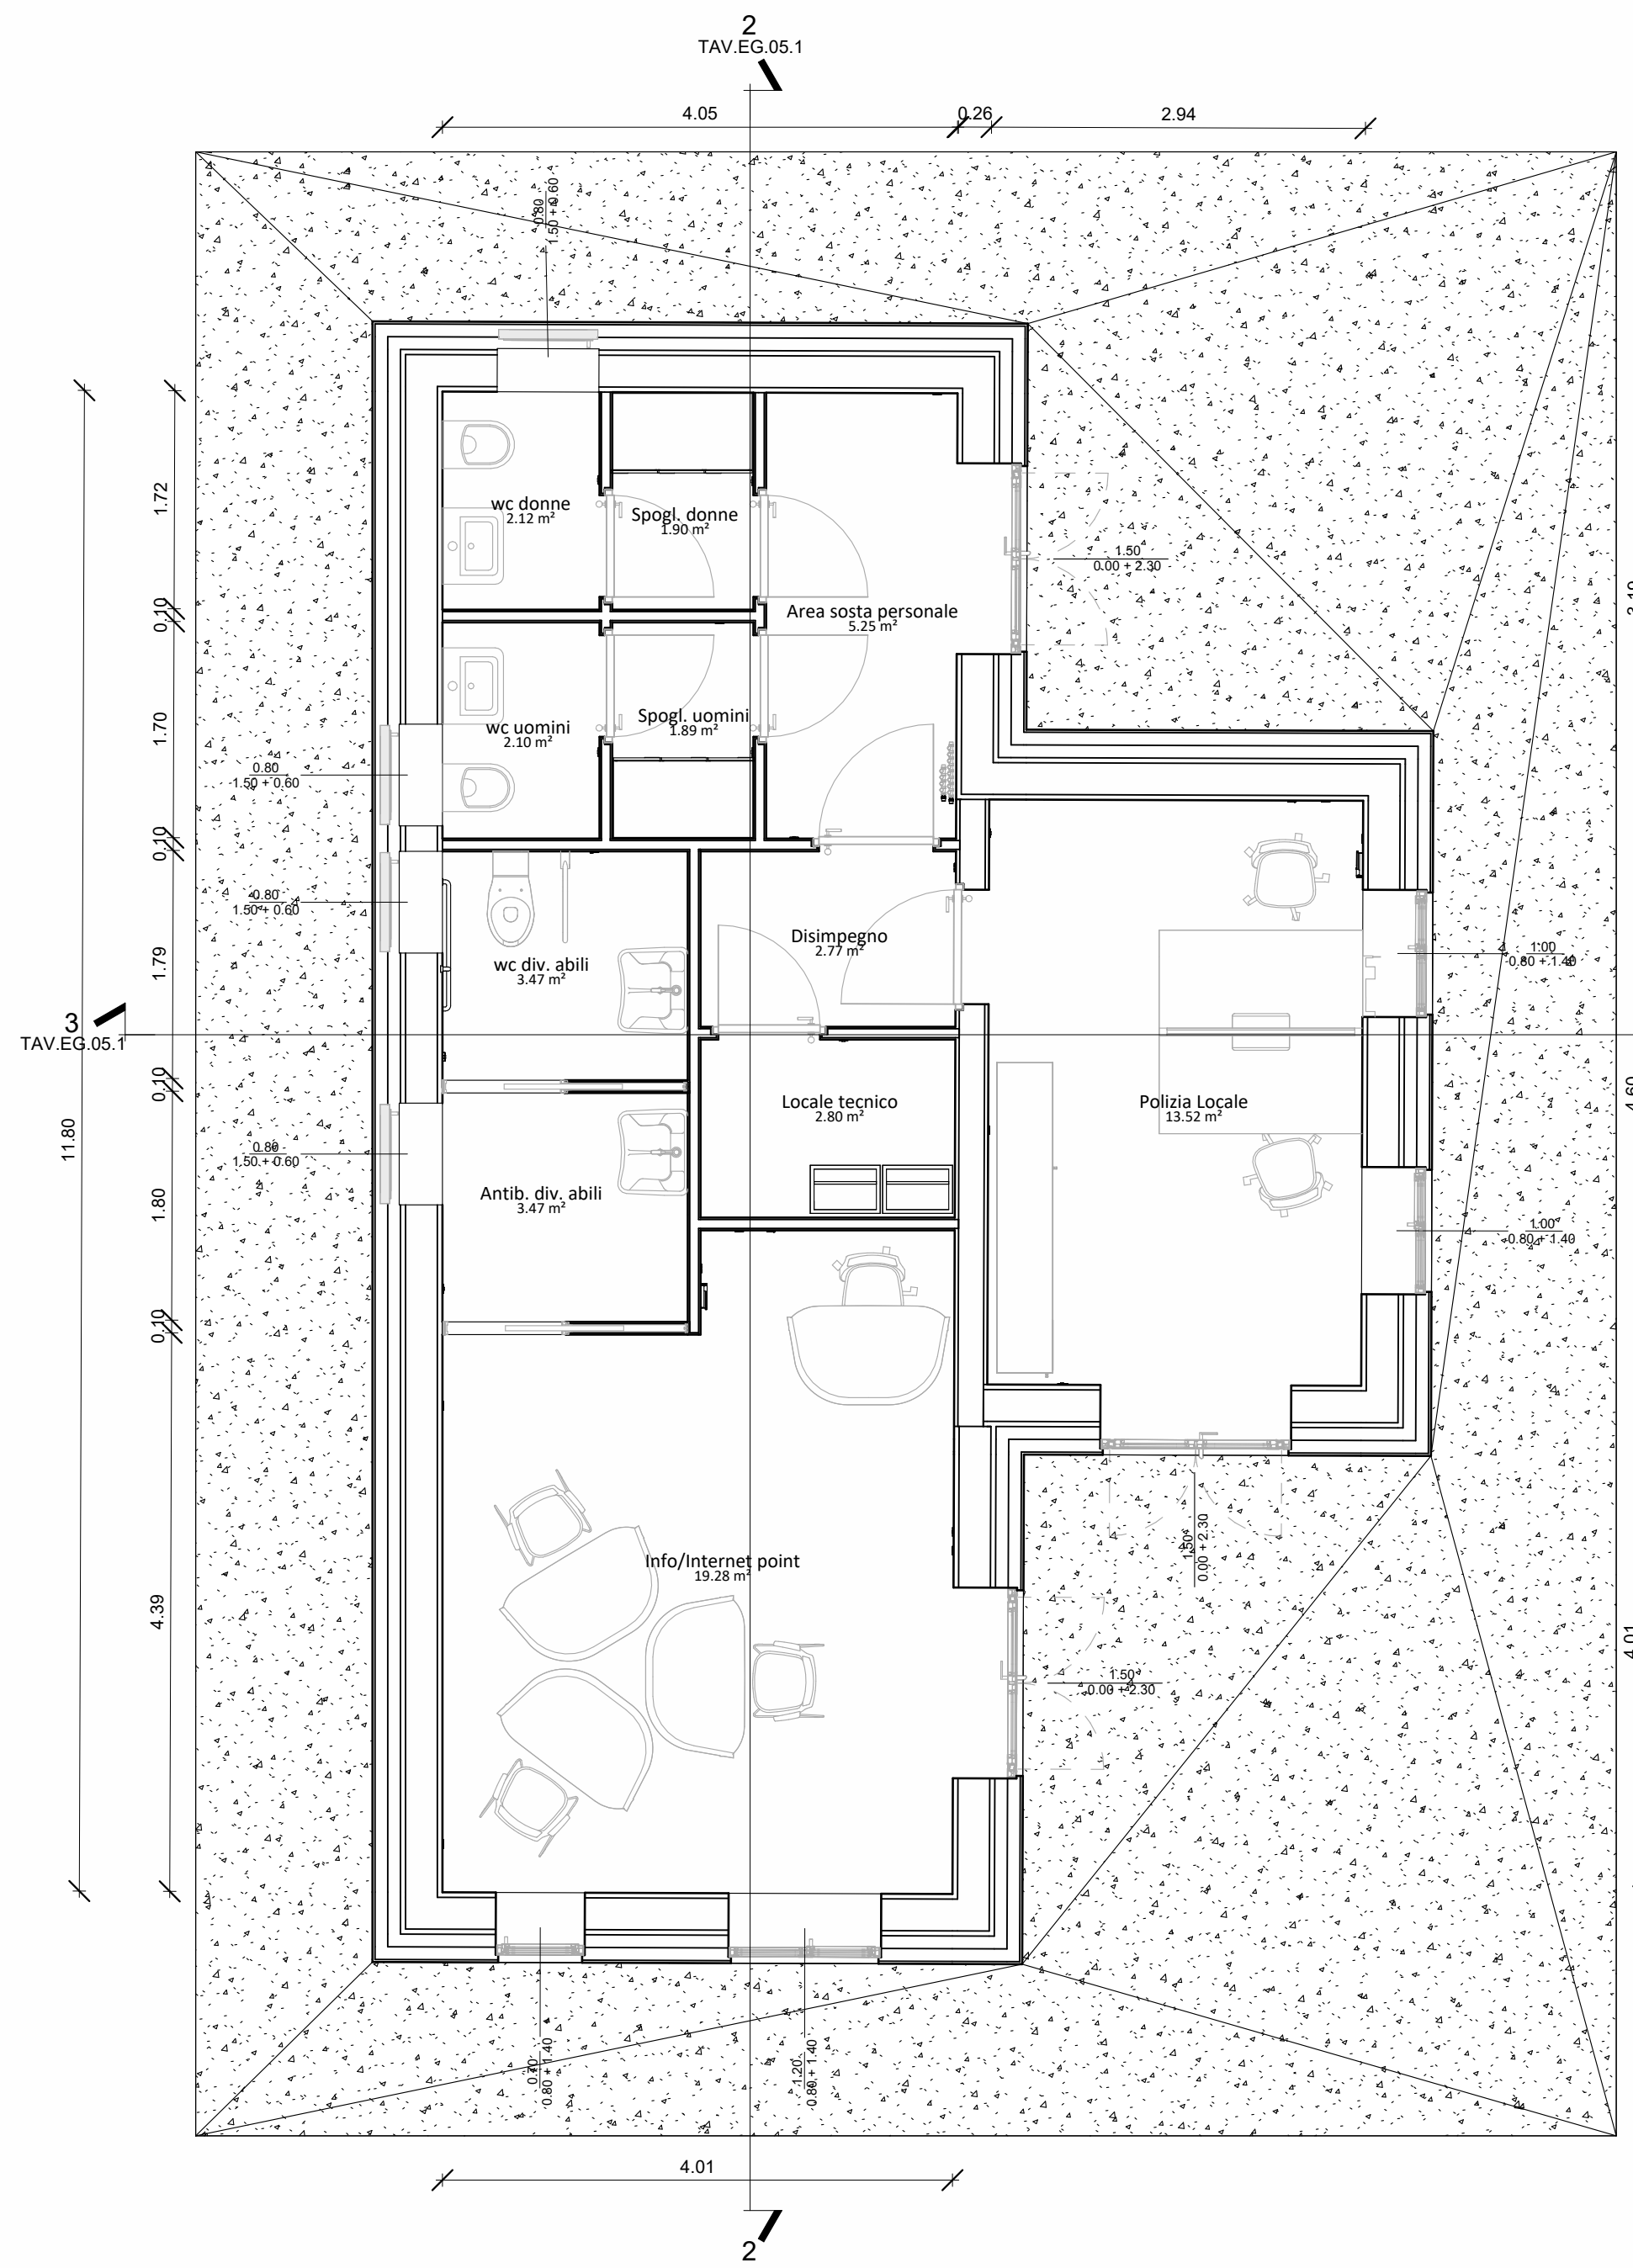 2
TAV.EG.05.1
4.05
0.26
2.94
0.80
1.50 + 0.60
1.72
wc donne
2.12 m²
Spogl. donne
1.90 m²
1.50
0.00 + 2.30
0.10
Area sosta personale
5.25 m²
1.70
wc uomini
2.10 m²
Spogl. uomini
1.89 m²
0.80
1.50 + 0.60
0.10
0.80
1.50 + 0.60
Disimpegno
2.77 m²
1.00
0.80 + 1.40
1.79
wc div. abili
3.47 m²
3
TAV.EG.05.1
0.10
Locale tecnico
2.80 m²
Polizia Locale
13.52 m²
4.60
11.80
0.80
1.50 + 0.60
1.80
Antib. div. abili
3.47 m²
1.00
0.80 + 1.40
0.10
1.50
0.00 + 2.30
Info/Internet point
19.28 m²
4.39
4.01
1.50
0.00 + 2.30
0.70
0.80 + 1.40
1.20
0.80 + 1.40
4.01
2